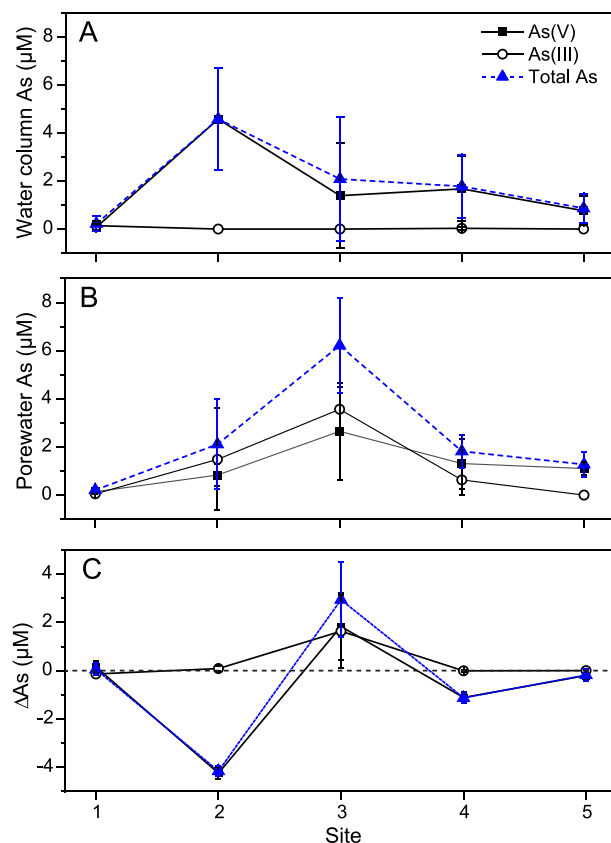 A
As(V)
As(III)
Total As
Water column As (µM)
8
6
4
2
0
B
Porewater As (µM)
8
6
4
2
0
C
ΔAs (µM)
4
2
0
-2
-4
1 2 3 4 5
Site